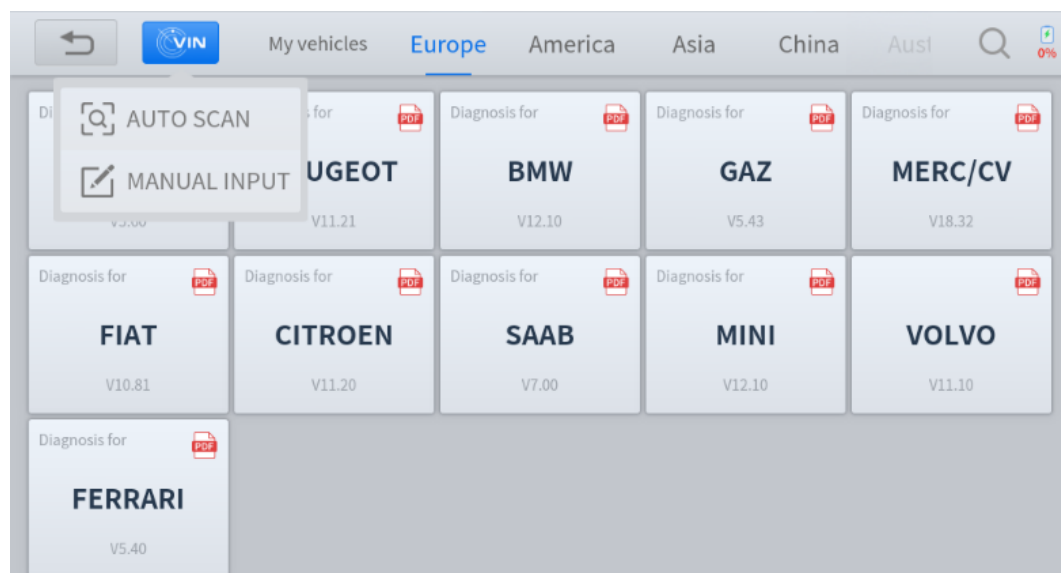 VIN
My vehicles
Europe
America
Asia
China
Aust
0%
AUTO SCAN
MANUAL INPUT
for
PDF
UGEOT
V11.21
Diagnosis for
PDF
BMW
V12.10
Diagnosis for
PDF
GAZ
V5.43
Diagnosis for
PDF
MERC/CV
V18.32
Diagnosis for
PDF
FIAT
V10.81
Diagnosis for
PDF
CITROEN
V11.20
Diagnosis for
PDF
SAAB
V7.00
Diagnosis for
PDF
MINI
V12.10
PDF
VOLVO
V11.10
Diagnosis for
PDF
FERRARI
V5.40